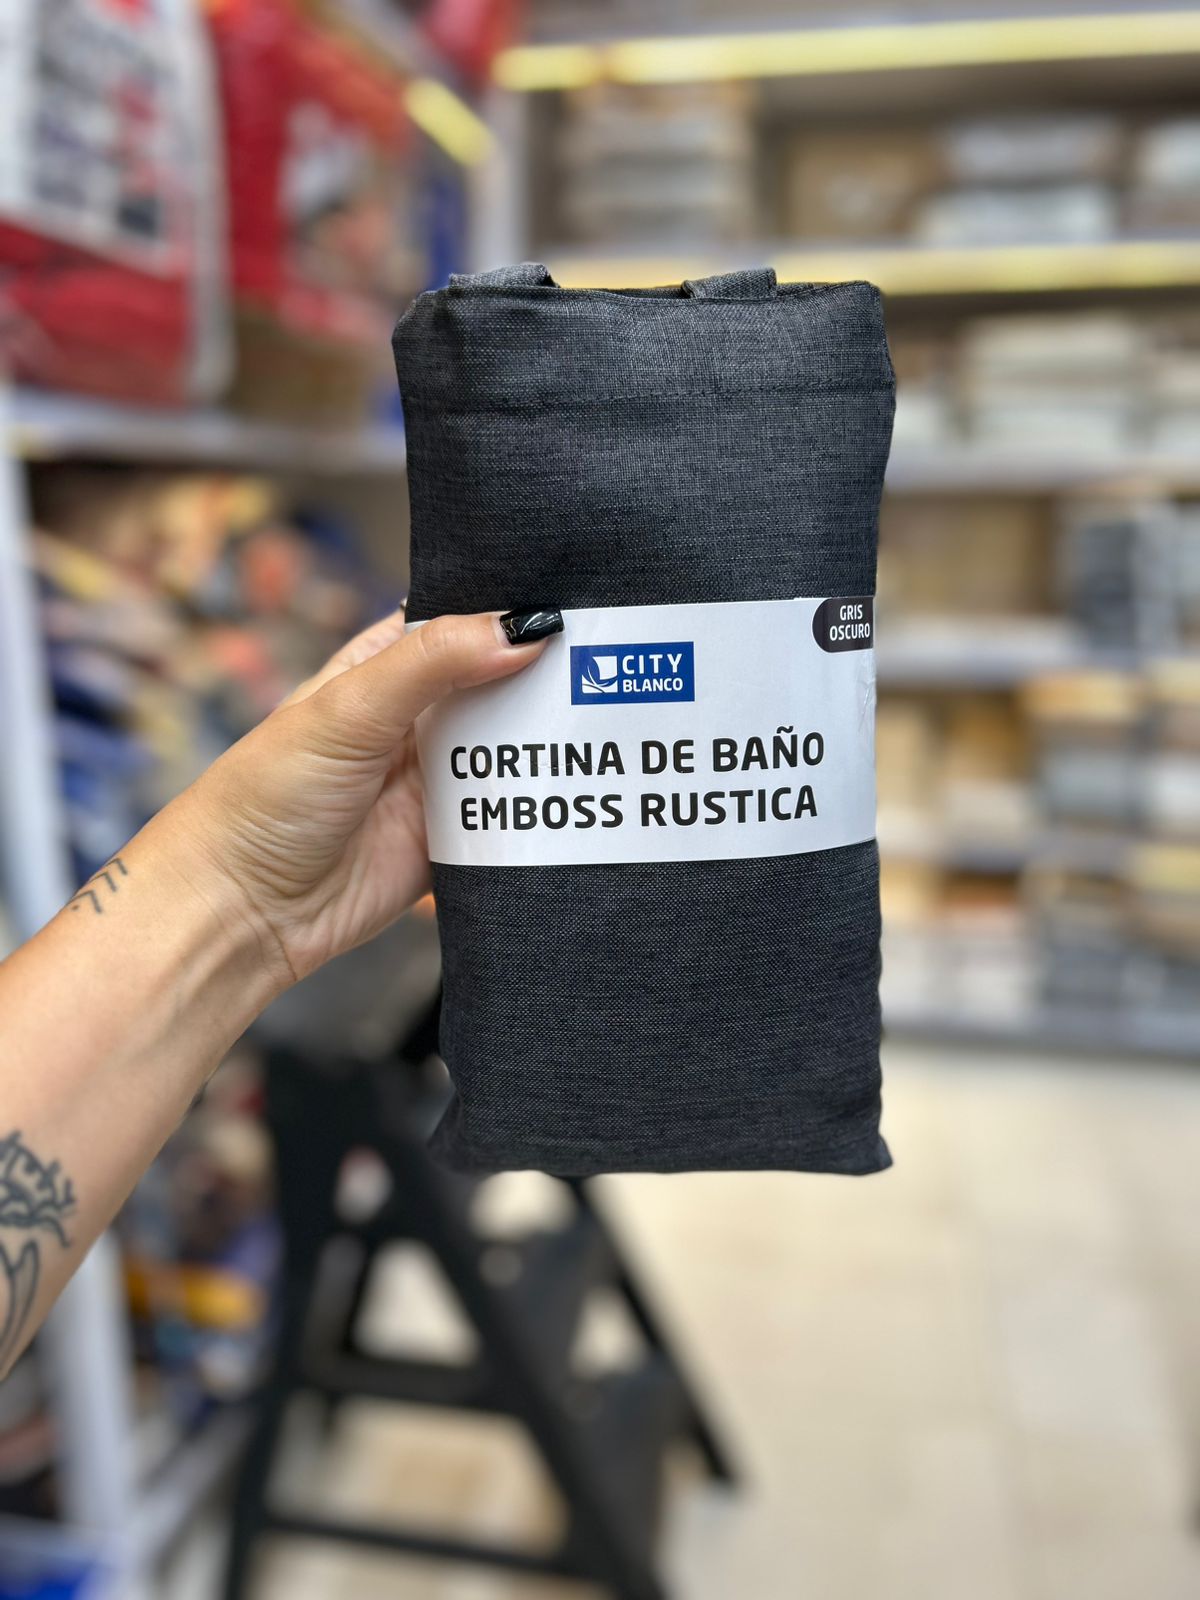 GRIS
OSCURO
CITY
BLANCO
CORTINA DE BAÑO
EMBOSS RUSTICA